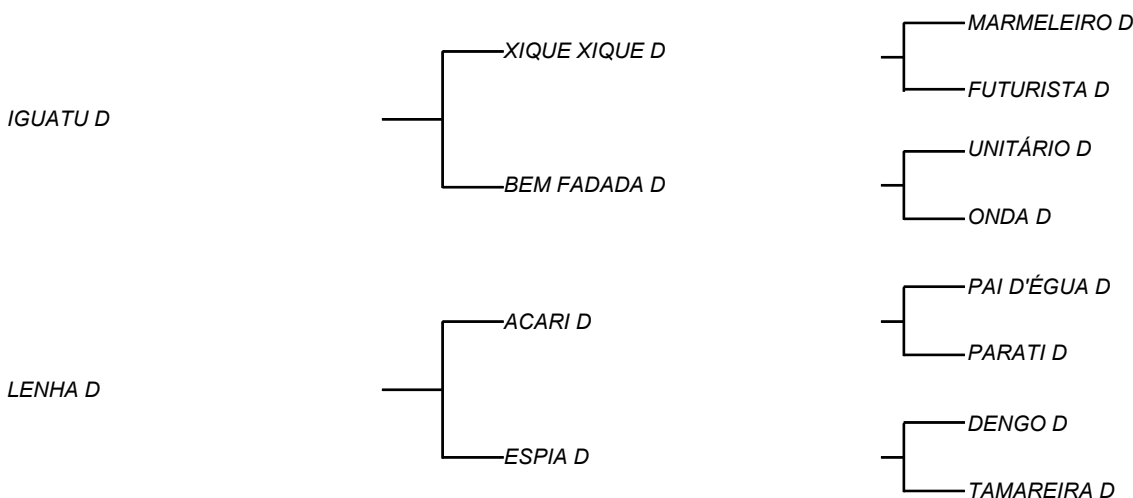 MARMELEIRO D
XIQUE XIQUE D
FUTURISTA D
IGUATU D
UNITÁRIO D
BEM FADADA D
ONDA D
PAI D'ÉGUA D
ACARI D
PARATI D
LENHA D
DENGO D
ESPIA D
TAMAREIRA D